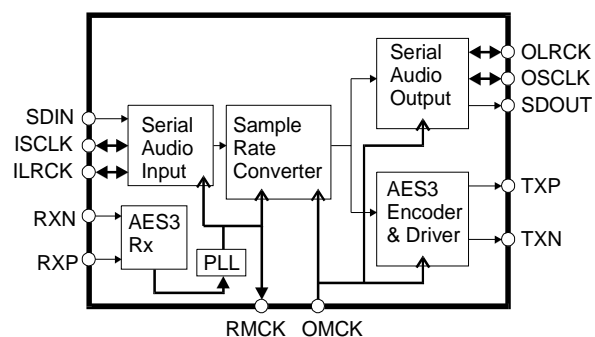 SDIN
ISCLK
ILRCK
RXN
RXP
Serial
Audio
Input
AES3
Rx
PLL
Sample
Rate
Converter
Serial
Audio
Output
AES3
Encoder
& Driver
OLRCK
OSCLK
SDOUT
TXP
TXN
RMCK
OMCK